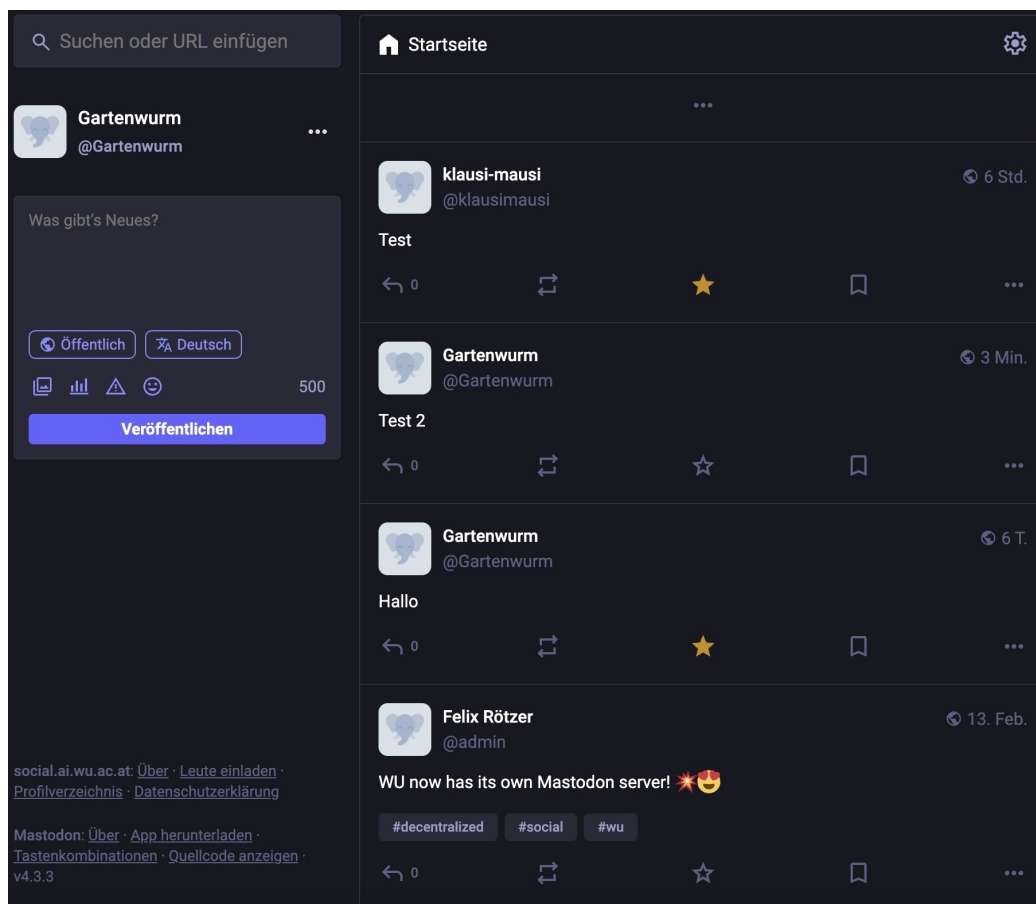 Suchen oder URL einfügen
Gartenwurm
@Gartenwurm
Was gibt's Neues?
Öffentlich
Deutsch
500
Veröffentlichen
social.ai.wu.ac.at: Über · Leute einladen ·
Profilverzeichnis · Datenschutzerklärung
Mastodon: Über · App herunterladen ·
Tastenkombinationen · Quellcode anzeigen ·
v4.3.3
Startseite
klausi-mausi
6 Std.
@klausimausi
Test
0
Gartenwurm
3 Min.
@Gartenwurm
Test 2
0
Gartenwurm
6 T.
@Gartenwurm
Hallo
0
Felix Rötzer
13. Feb.
@admin
WU now has its own Mastodon server! 💥😍
#decentralized #social #wu
0